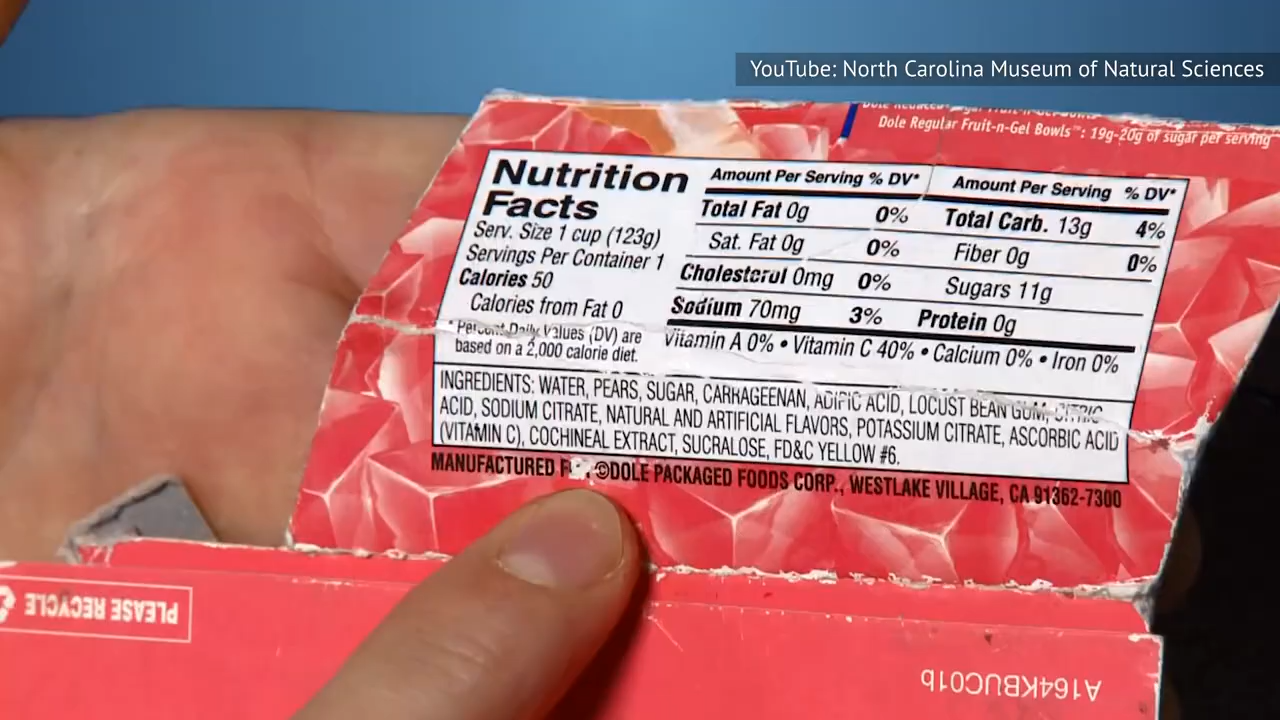 YouTube: North Carolina Museum of Natural Sciences
Dole Regular Fruit-n-Gel Bowls™: 19g-20g of sugar per serving
Nutrition
Facts
Serv. Size 1 cup (123g)
Servings Per Container 1
Calories 50
Calories from Fat 0
* Percent Daily Values (DV) are
based on a 2,000 calorie diet.
Amount Per Serving % DV*
Total Fat 0g 0%
Sat. Fat 0g 0%
Cholesterol 0mg 0%
Sodium 70mg 3%
Amount Per Serving % DV*
Total Carb. 13g 4%
Fiber 0g 0%
Sugars 11g
Protein 0g
Vitamin A 0% • Vitamin C 40% • Calcium 0% • Iron 0%
INGREDIENTS: WATER, PEARS, SUGAR, CARRAGEENAN, ADIPIC ACID, LOCUST BEAN GUM, CITRIC
ACID, SODIUM CITRATE, NATURAL AND ARTIFICIAL FLAVORS, POTASSIUM CITRATE, ASCORBIC ACID
(VITAMIN C), COCHINEAL EXTRACT, SUCRALOSE, FD&C YELLOW #6.
MANUFACTURED ©DOLE PACKAGED FOODS CORP., WESTLAKE VILLAGE, CA 91362-7300
PLEASE RECYCLE
A164KBUC01b